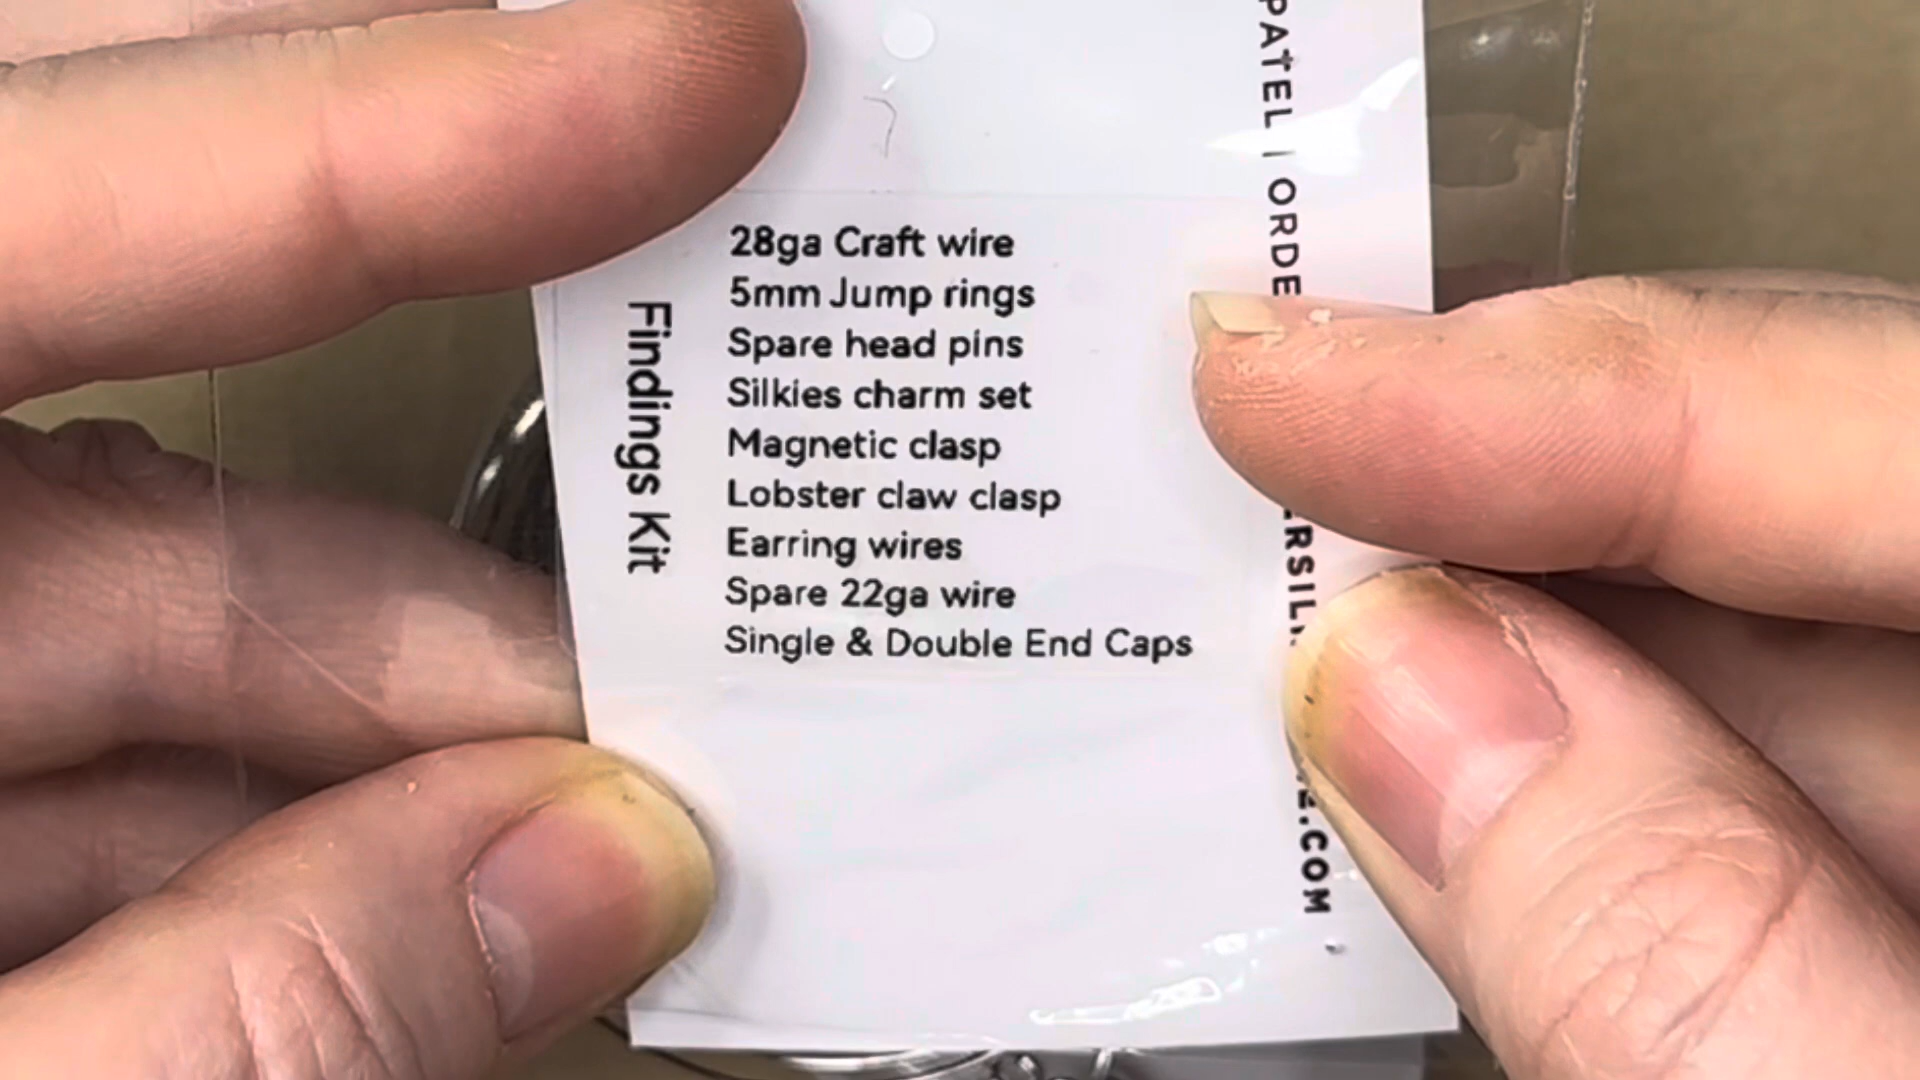 Findings Kit
28ga Craft wire
5mm Jump rings
Spare head pins
Silkies charm set
Magnetic clasp
Lobster claw clasp
Earring wires
Spare 22ga wire
Single & Double End Caps
PATEL |